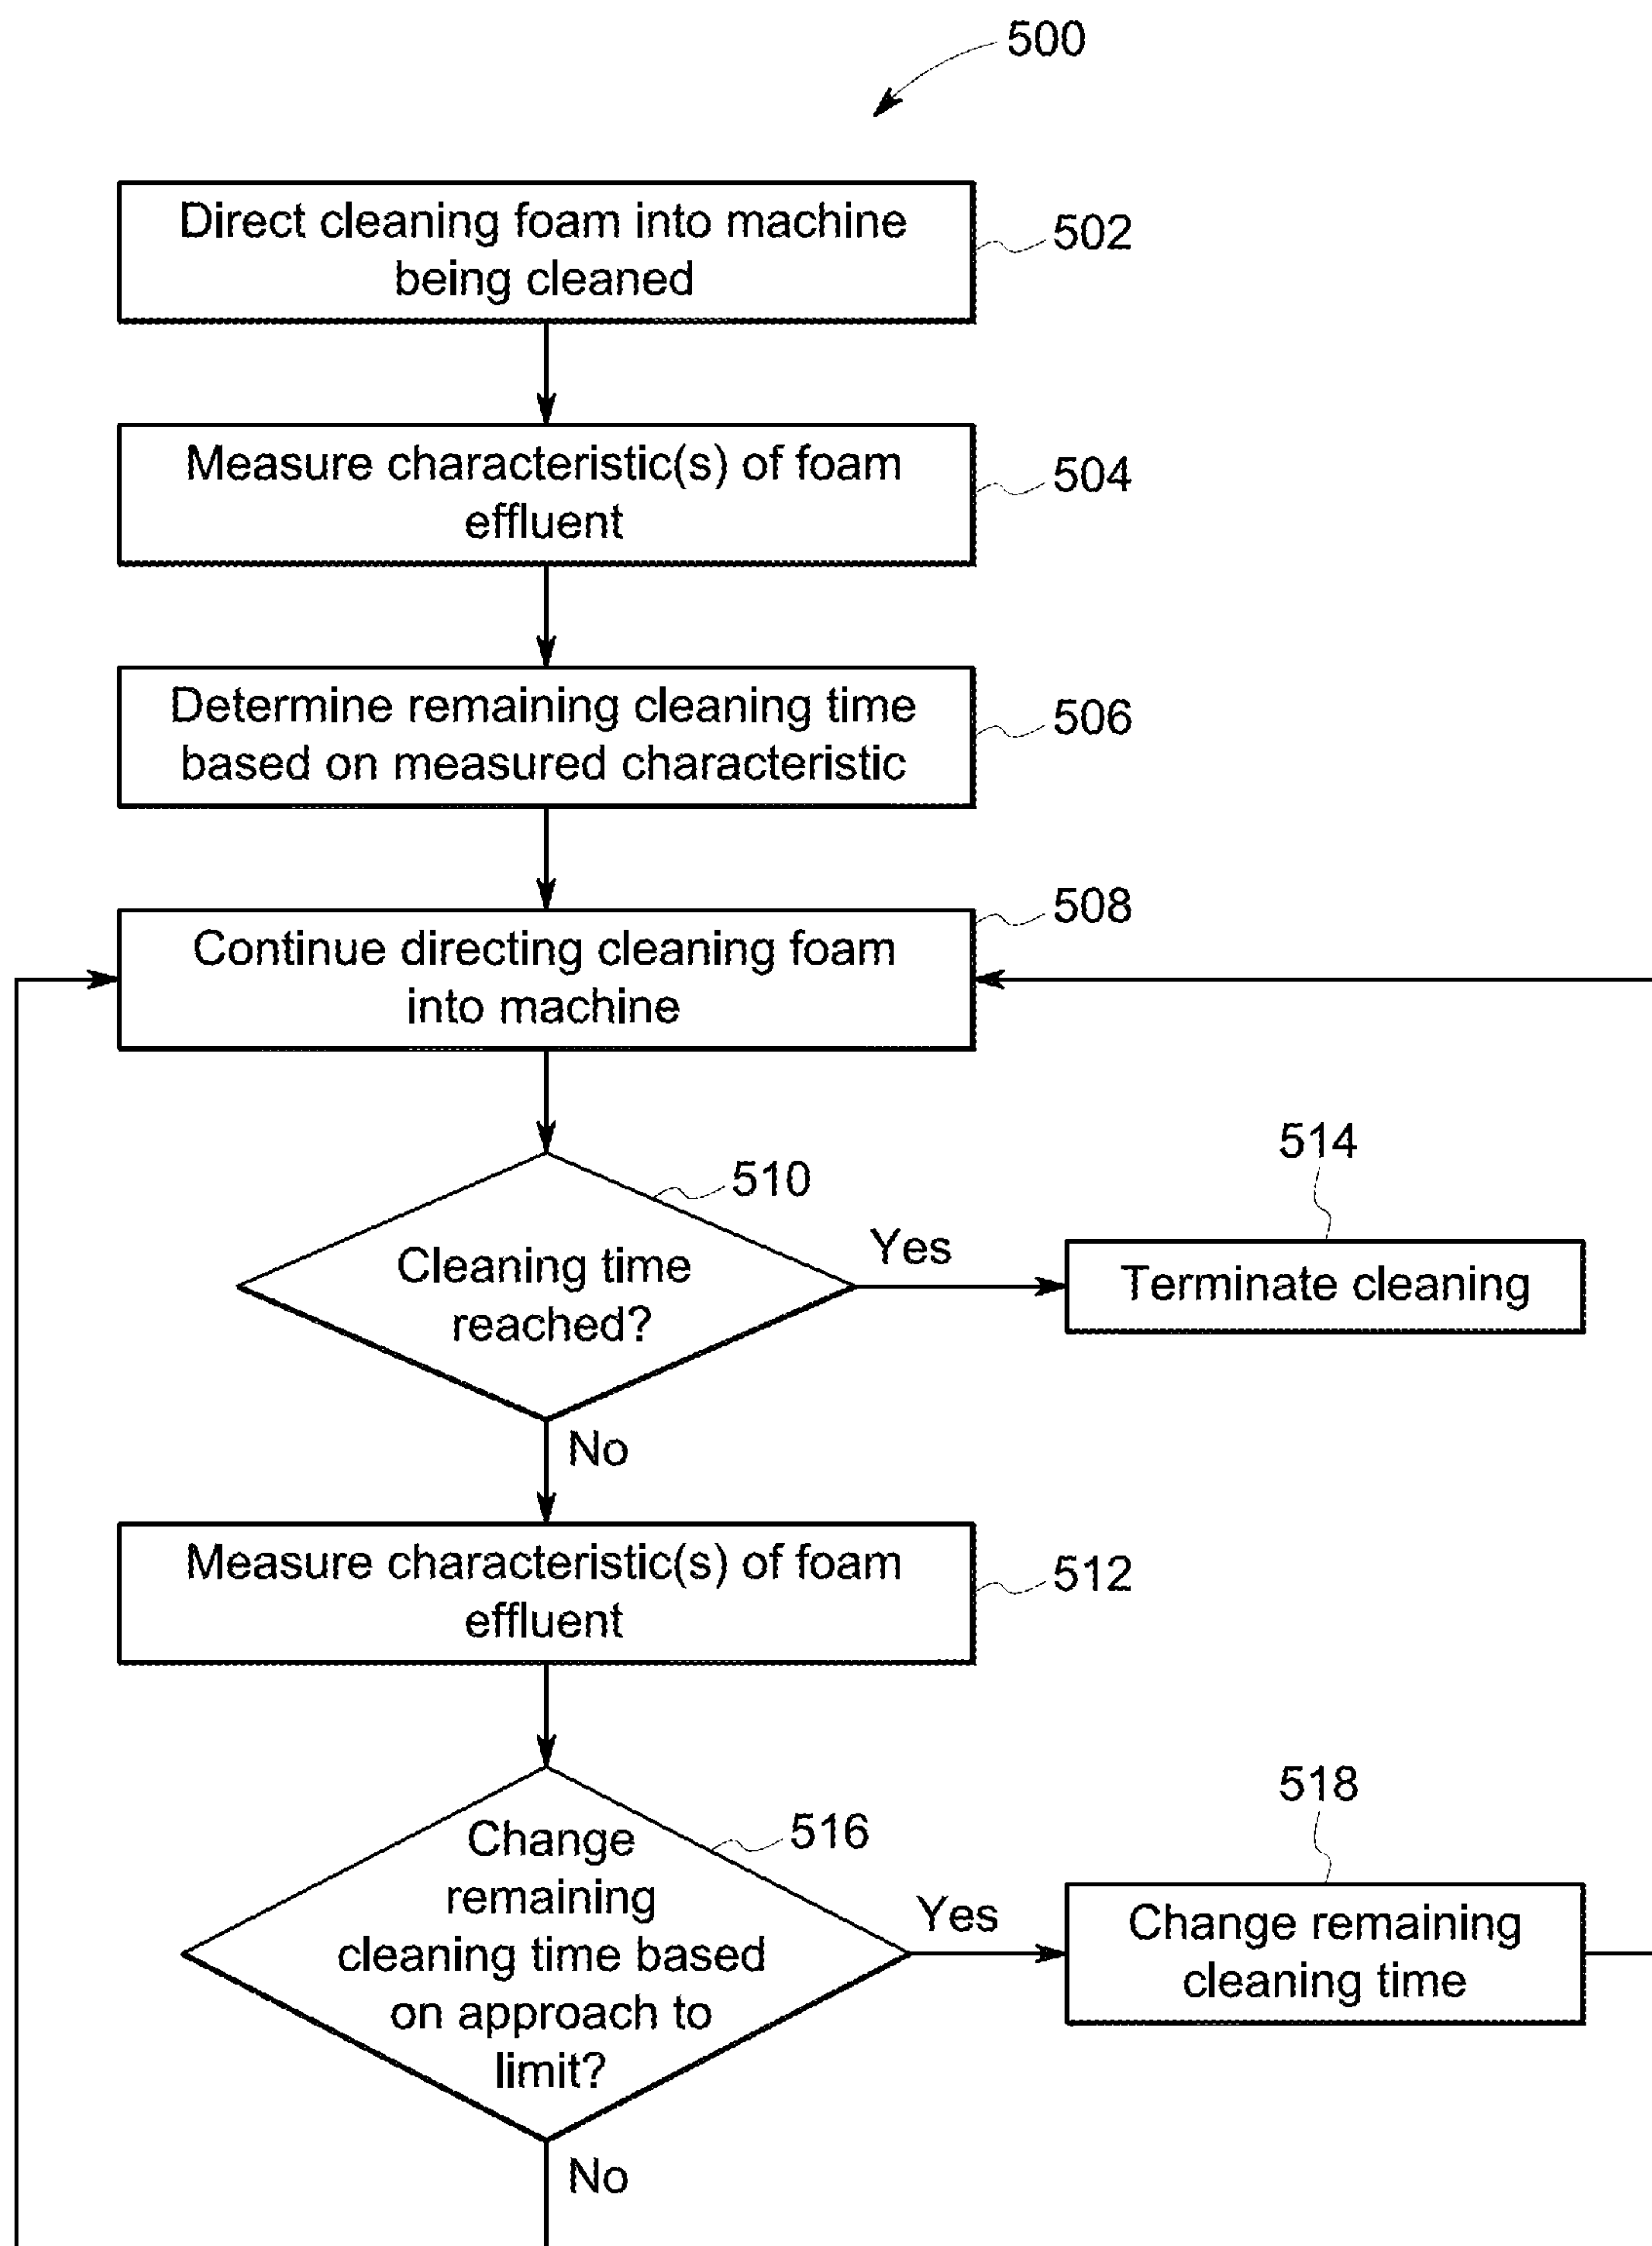 500
Direct cleaning foam into machine
being cleaned
502
Measure characteristic(s) of foam
effluent
504
Determine remaining cleaning time
based on measured characteristic
506
Continue directing cleaning foam
into machine
508
510
Cleaning time
reached?
Yes
514
Terminate cleaning
No
Measure characteristic(s) of foam
effluent
512
516
Change
remaining
cleaning time based
on approach to
limit?
Yes
518
Change remaining
cleaning time
No